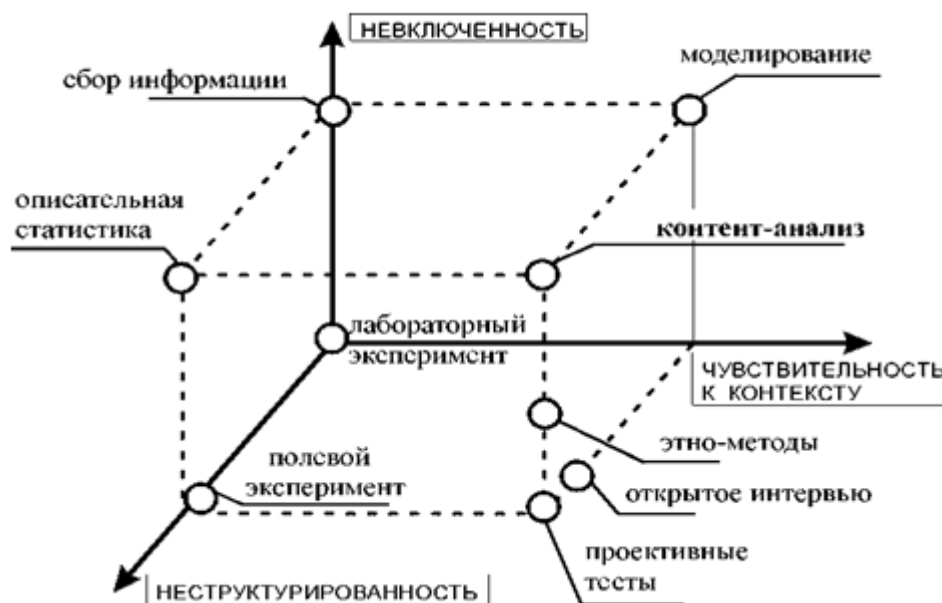 НЕВКЛЮЧЕННОСТЬ
моделирование
сбор информации
описательная
статистика
контент-анализ
лабораторный
эксперимент
ЧУВСТВИТЕЛЬНОСТЬ
К КОНТЕКСТУ
этно-методы
полевой
эксперимент
открытое интервью
проективные
тесты
НЕСТРУКТУРИРОВАННОСТЬ